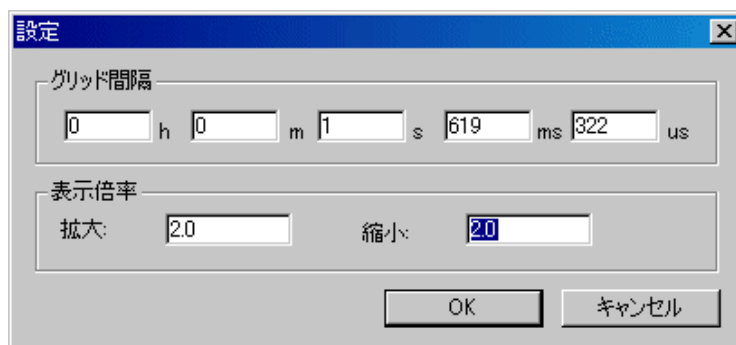 設定
グリッド間隔
0 h 0 m 1 s 619 ms 322 us
表示倍率
拡大: 2.0 縮小: 2.0
OK キャンセル